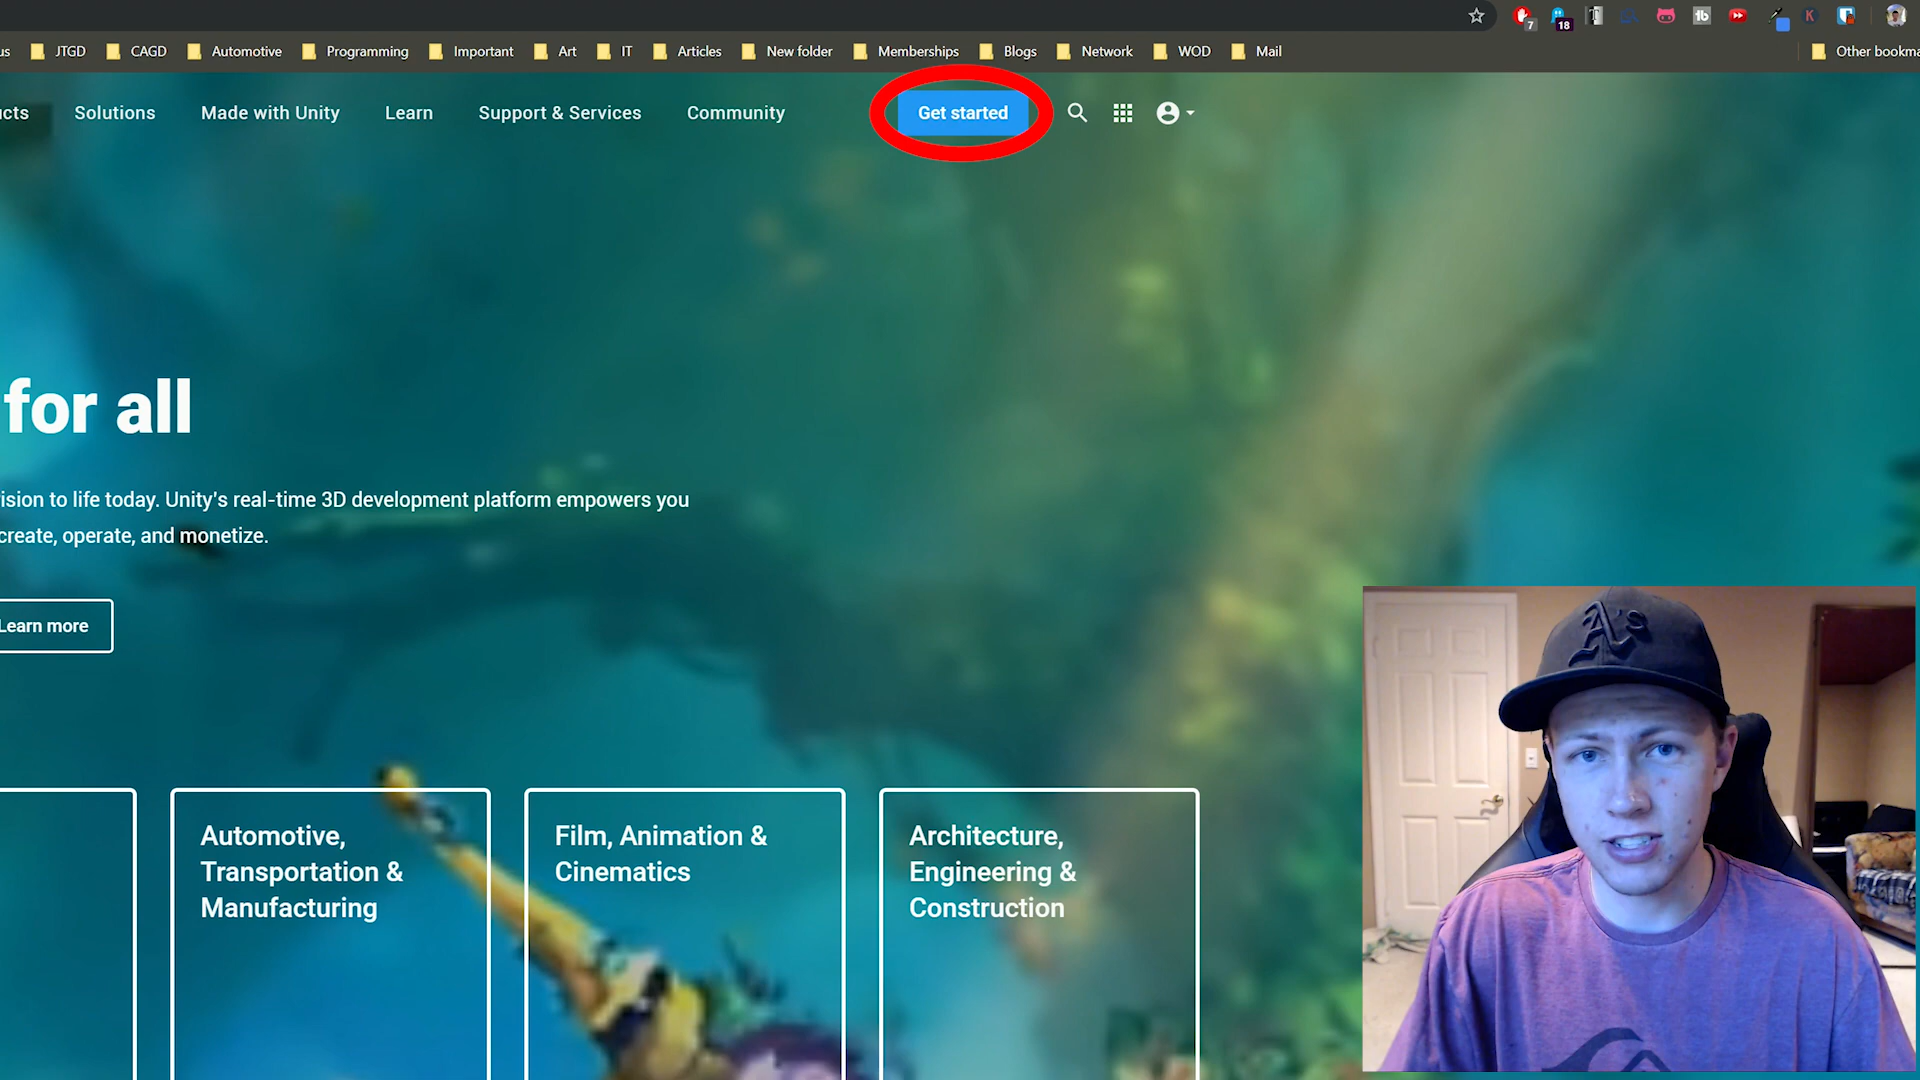 7
18
us
JTGD
CAGD
Automotive
Programming
Important
Art
IT
Articles
New folder
Memberships
Blogs
Network
WOD
Mail
Other bookma
ucts
Solutions
Made with Unity
Learn
Support & Services
Community
Get started
for all
ision to life today. Unity's real-time 3D development platform empowers you
create, operate, and monetize.
Learn more
Automotive,
Transportation &
Manufacturing
Film, Animation &
Cinematics
Architecture,
Engineering &
Construction
A's